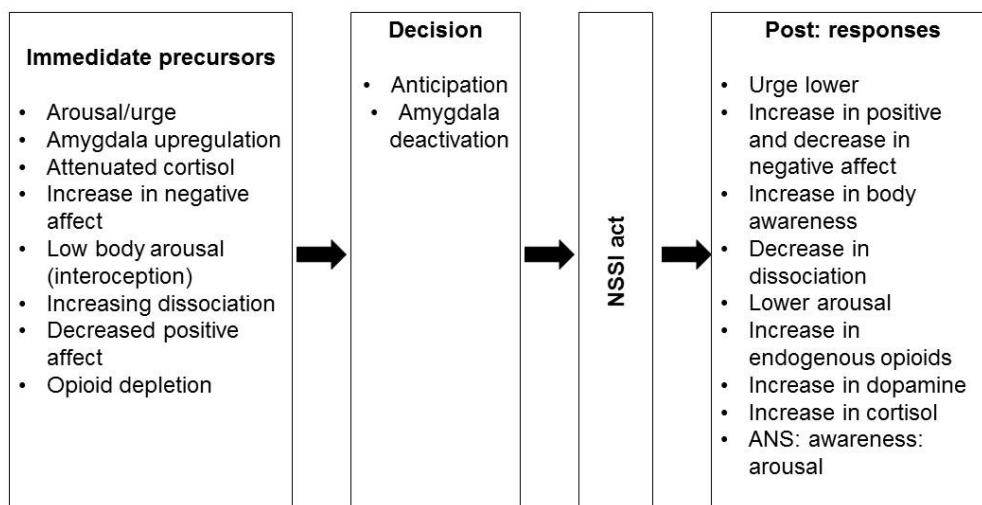 Immedidate precursors
• Arousal/urge
• Amygdala upregulation
• Attenuated cortisol
• Increase in negative
affect
• Low body arousal
(interoception)
• Increasing dissociation
• Decreased positive
affect
• Opioid depletion
Decision
• Anticipation
• Amygdala
deactivation
NSSI act
Post: responses
• Urge lower
• Increase in positive
and decrease in
negative affect
• Increase in body
awareness
• Decrease in
dissociation
• Lower arousal
• Increase in
endogenous opioids
• Increase in dopamine
• Increase in cortisol
• ANS: awareness:
arousal